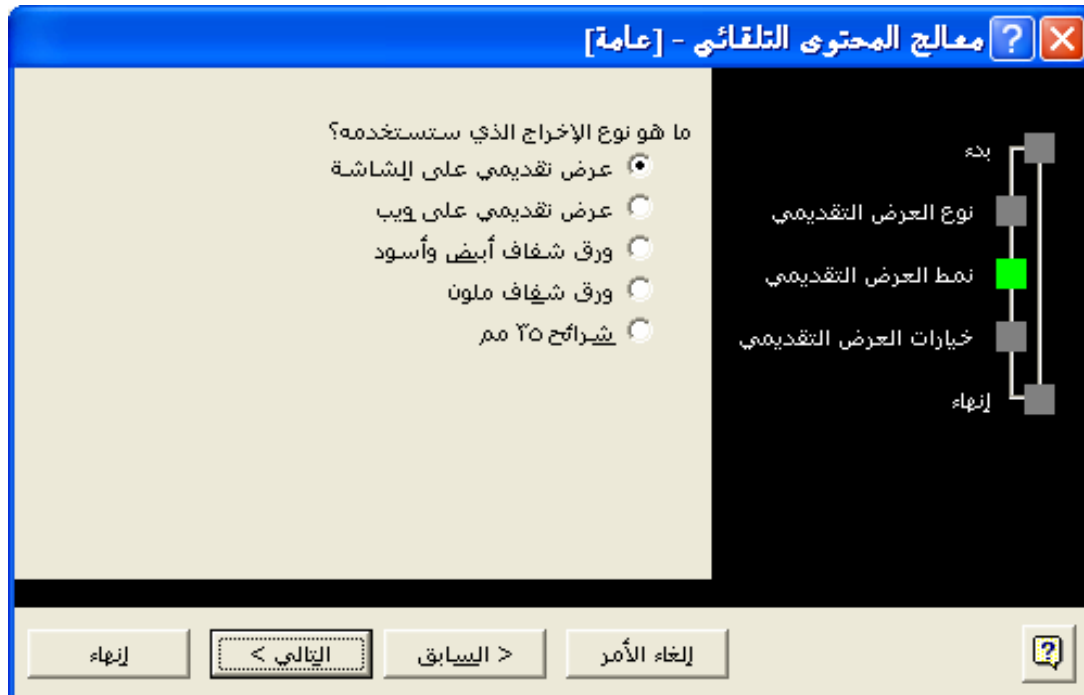 معالج المحتوى التلقائي - [عامة]
بدء
نوع العرض التقديمي
نمط العرض التقديمي
خيارات العرض التقديمي
إنهاء
ما هو نوع الإخراج الذي ستستخدمه؟
عرض تقديمي على الشاشة
عرض تقديمي على ويب
ورق شفاف أبيض وأسود
ورق شفاف ملون
شرائح ٣٥ مم
إلغاء الأمر
< السابق
التالي >
إنهاء